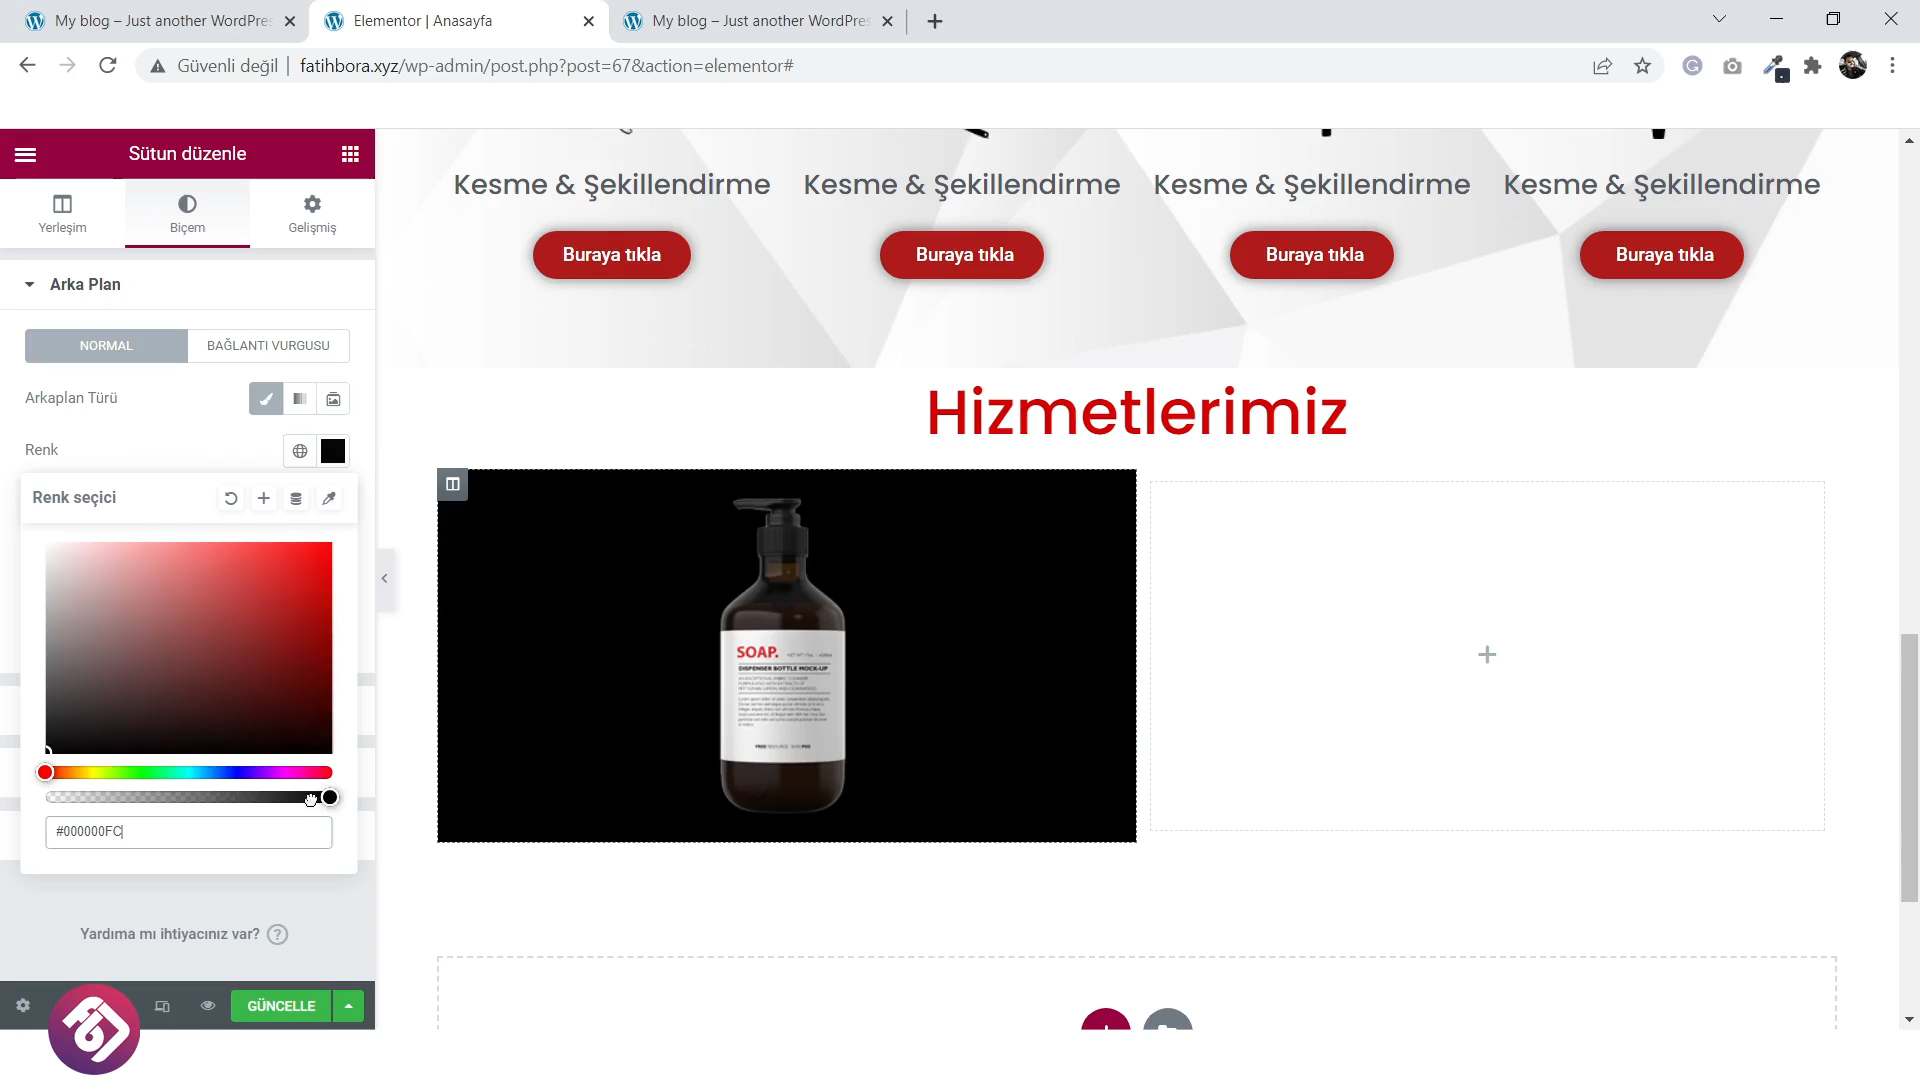 My blog – Just another WordPres
Elementor | Anasayfa
My blog – Just another WordPres
Güvenli değil
fatihbora.xyz/wp-admin/post.php?post=67&action=elementor#
Sütun düzenle
Yerleşim
Biçem
Gelişmiş
Arka Plan
NORMAL
BAĞLANTI VURGUSU
Arkaplan Türü
Renk
Renk seçici
#000000FC
Yardıma mı ihtiyacınız var?
GÜNCELLE
Kesme & Şekillendirme
Kesme & Şekillendirme
Kesme & Şekillendirme
Kesme & Şekillendirme
Buraya tıkla
Buraya tıkla
Buraya tıkla
Buraya tıkla
Hizmetlerimiz
SOAP.
DISPENSER BOTTLE MOCK-UP